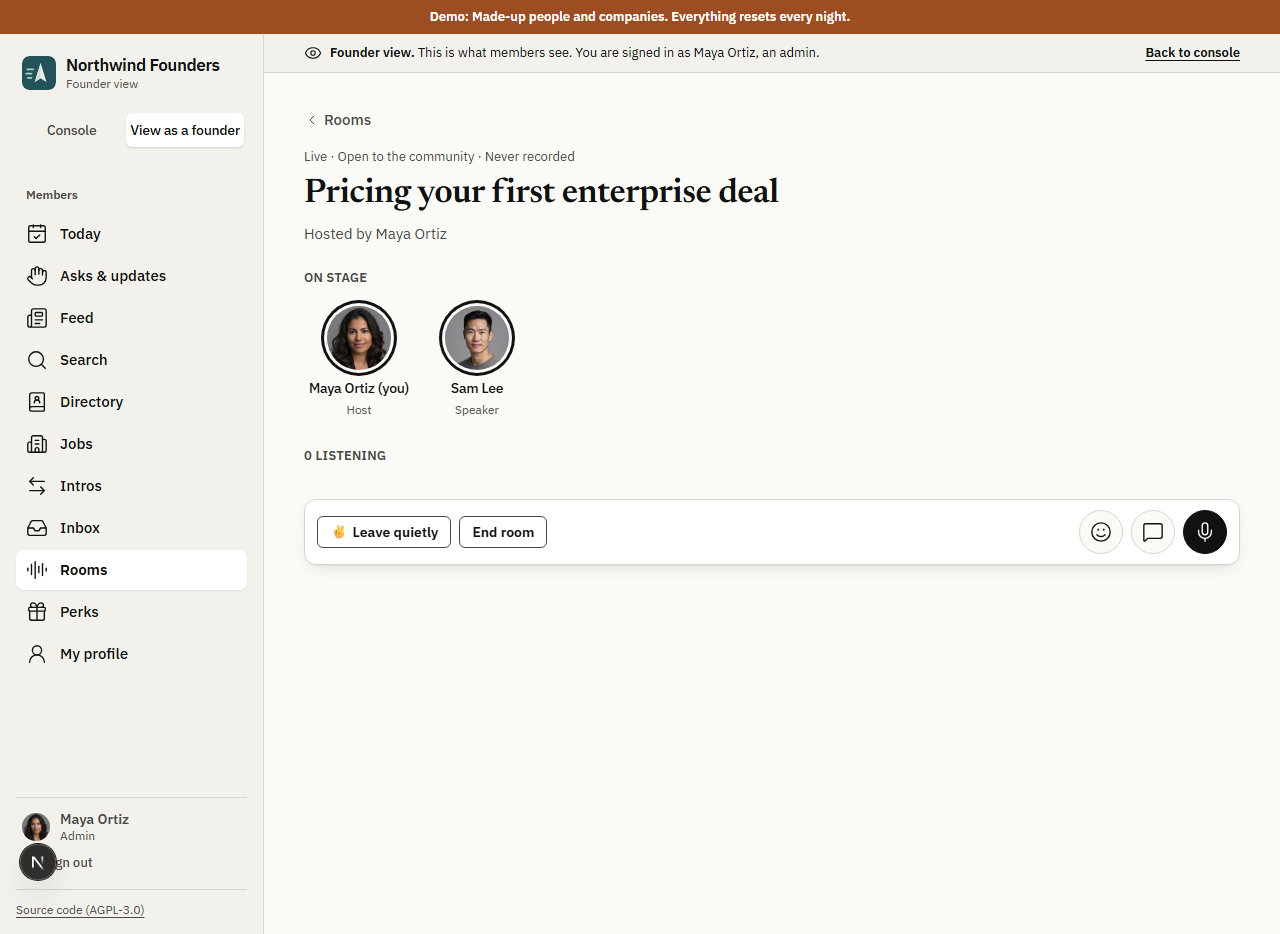 Demo: Made-up people and companies. Everything resets every night.
Northwind Founders
Founder view
Console
View as a founder
Members
Today
Asks & updates
Feed
Search
Directory
Jobs
Intros
Inbox
Rooms
Perks
My profile
Maya Ortiz
Admin
gn out
Source code (AGPL-3.0)
Founder view. This is what members see. You are signed in as Maya Ortiz, an admin.
Back to console
Rooms
Live · Open to the community · Never recorded
Pricing your first enterprise deal
Hosted by Maya Ortiz
ON STAGE
Maya Ortiz (you)
Host
Sam Lee
Speaker
0 LISTENING
✌️ Leave quietly
End room